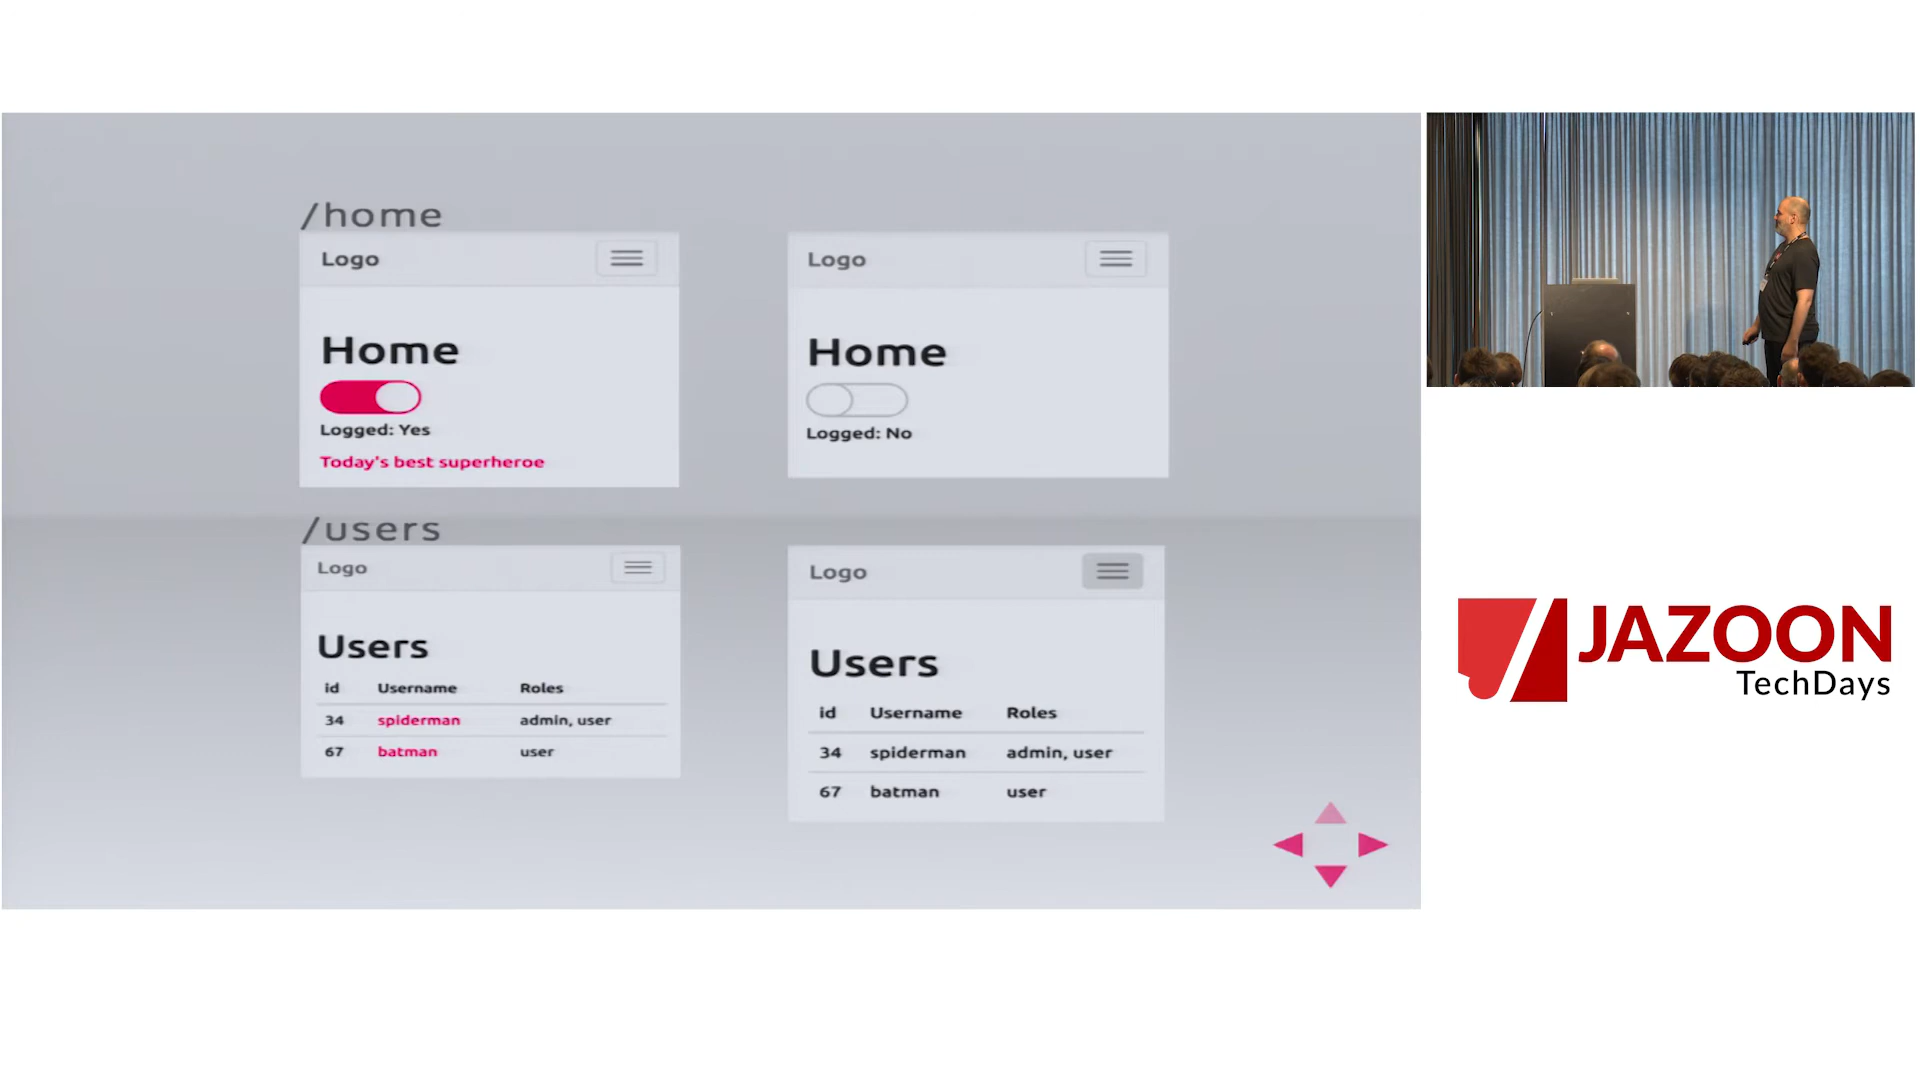 /home
Logo
Home
Logged: Yes
Today's best superheroe
Logo
Home
Logged: No
/users
Logo
Users
id Username Roles
34 spiderman admin, user
67 batman user
Logo
Users
id Username Roles
34 spiderman admin, user
67 batman user
JAZOON
TechDays